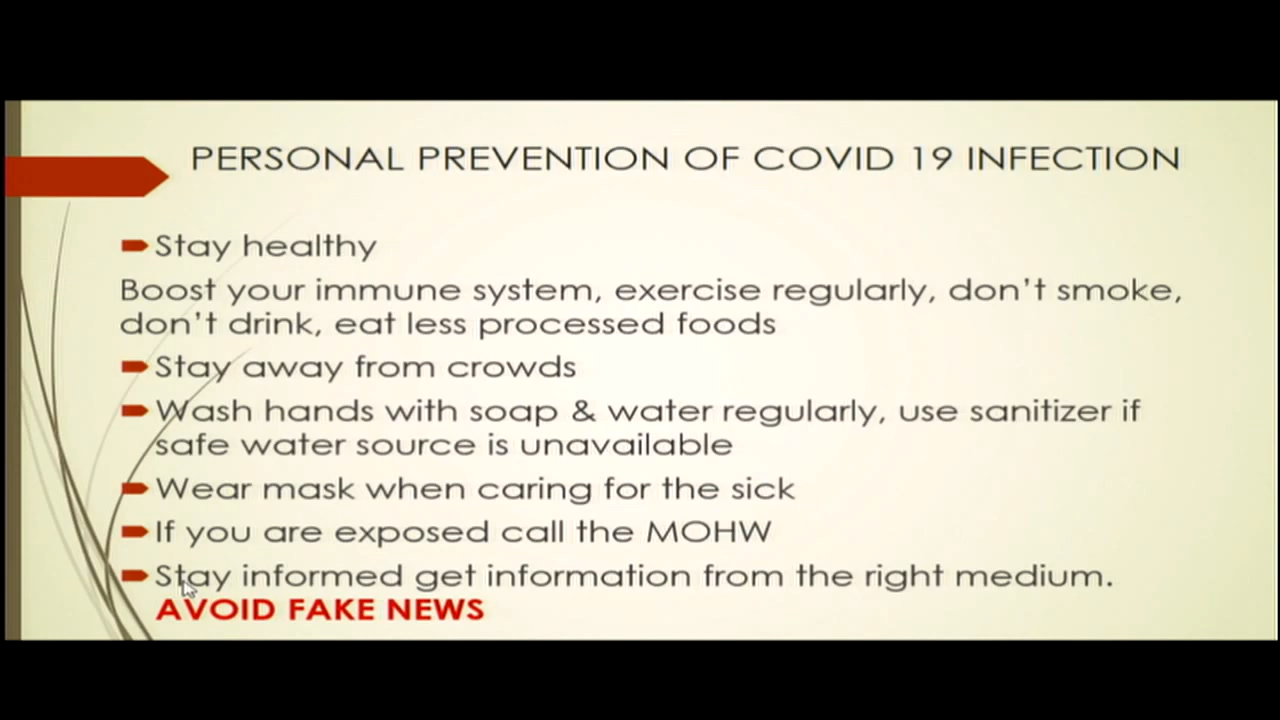 PERSONAL PREVENTION OF COVID 19 INFECTION
Stay healthy
Boost your immune system, exercise regularly, don't smoke,
don't drink, eat less processed foods
Stay away from crowds
Wash hands with soap & water regularly, use sanitizer if
safe water source is unavailable
Wear mask when caring for the sick
If you are exposed call the MOHW
Stay informed get information from the right medium.
AVOID FAKE NEWS